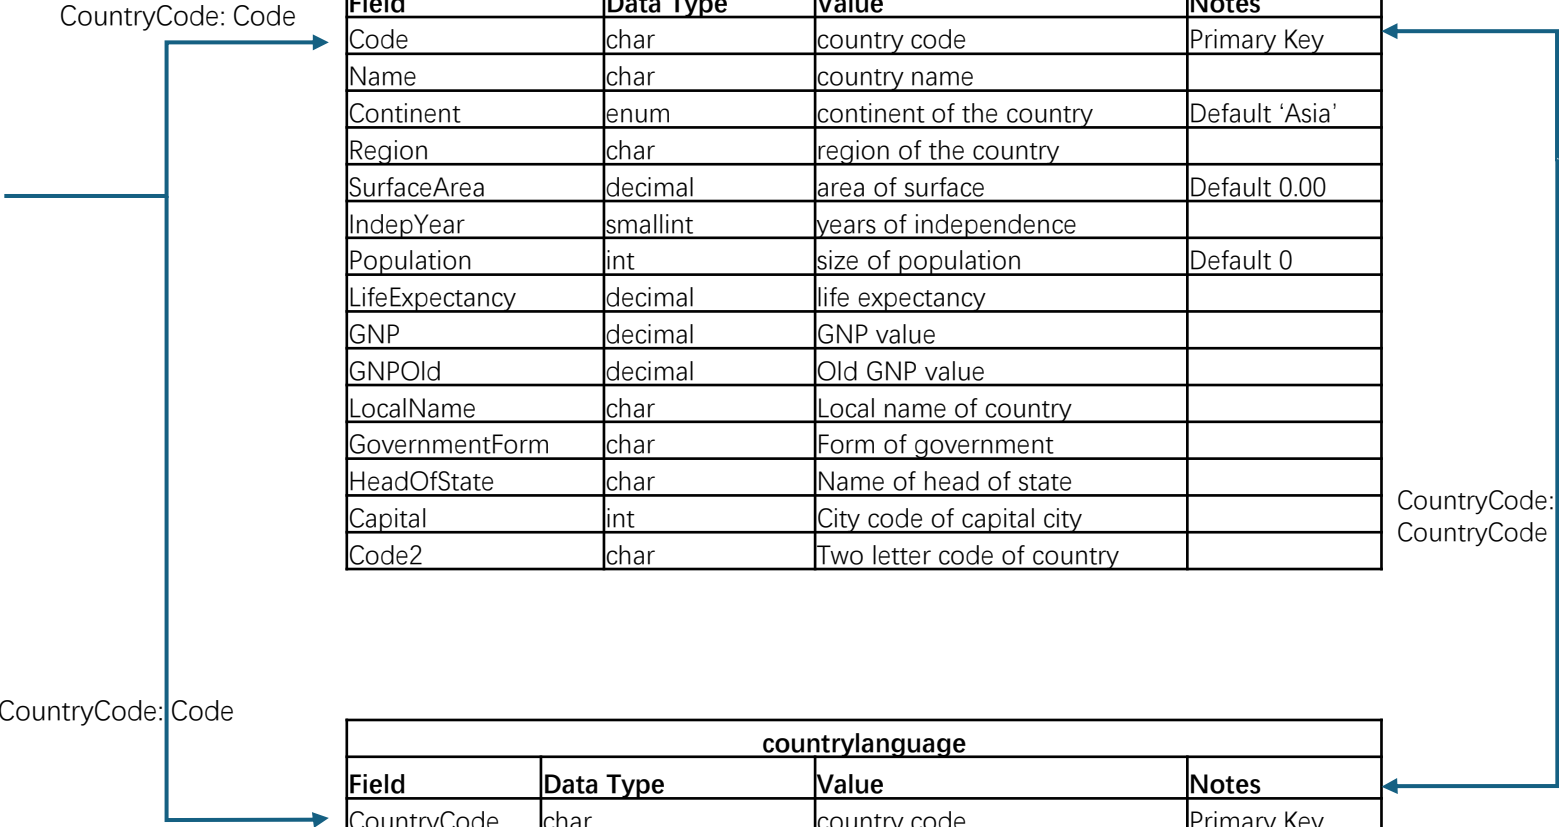 CountryCode: Code
Field Data Type Value Notes
Code char country code Primary Key
Name char country name
Continent enum continent of the country Default ‘Asia’
Region char region of the country
SurfaceArea decimal area of surface Default 0.00
IndepYear smallint years of independence
Population int size of population Default 0
LifeExpectancy decimal life expectancy
GNP decimal GNP value
GNPOld decimal Old GNP value
LocalName char Local name of country
GovernmentForm char Form of government
HeadOfState char Name of head of state
Capital int City code of capital city
Code2 char Two letter code of country
CountryCode:
CountryCode
CountryCode: Code
countrylanguage
Field Data Type Value Notes
CountryCode char country code Primary Key